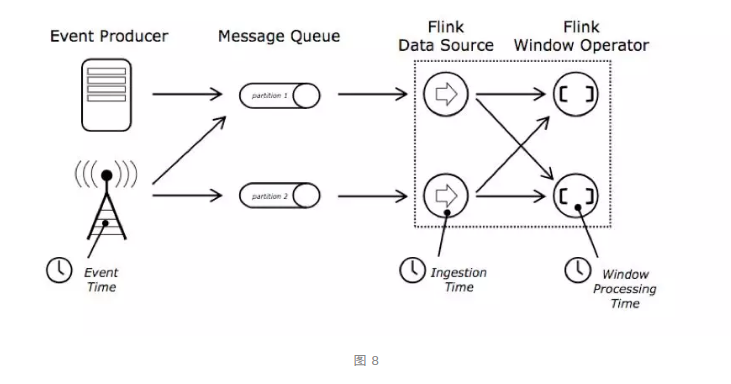 Event Producer
Message Queue
Flink
Data Source
Flink
Window Operator
partition 1
partition 2
Event
Time
Ingestion
Time
Window
Processing
Time
图 8